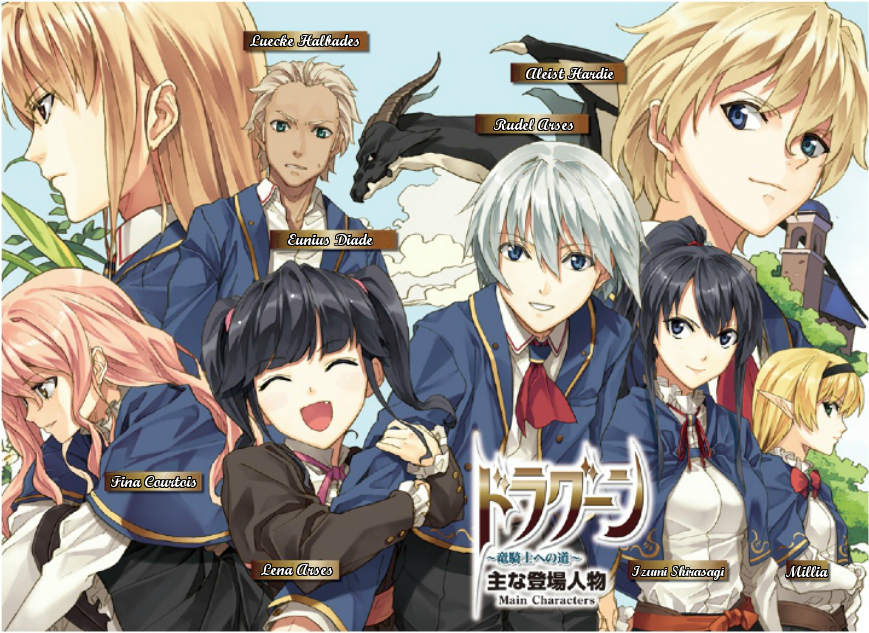 Luecke Halbades
Aleist Hardie
Rudel Arses
Eunius Diade
Fina Courtois
Lena Arses
ドラグーン
～竜騎士への道～
主な登場人物
Main Characters
Izumi Shirasagi
Millia